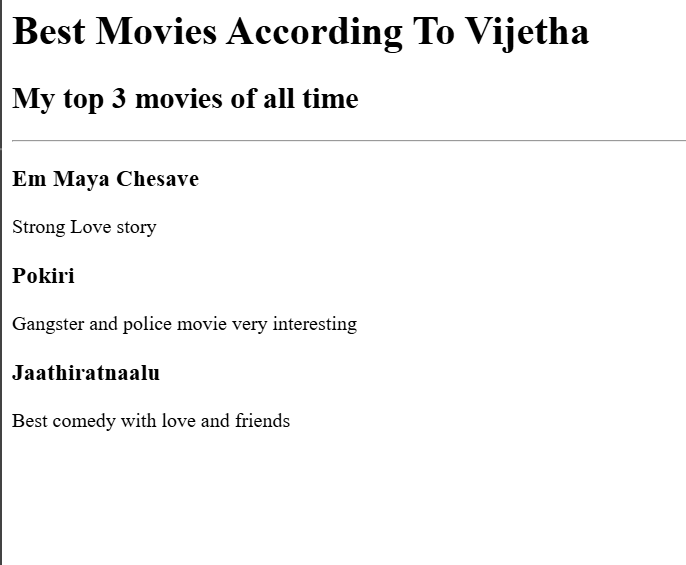 Best Movies According To Vijetha
My top 3 movies of all time
Em Maya Chesave
Strong Love story
Pokiri
Gangster and police movie very interesting
Jaathiratnaalu
Best comedy with love and friends